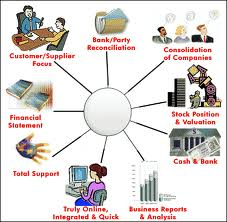 Bank/Party
Reconciliation
Customer/Supplier
Focus
Consolidation
of Companies
Financial
Statement
Stock Position
& Valuation
Total Support
Cash & Bank
Truly Online,
Integrated & Quick
Business Reports
& Analysis